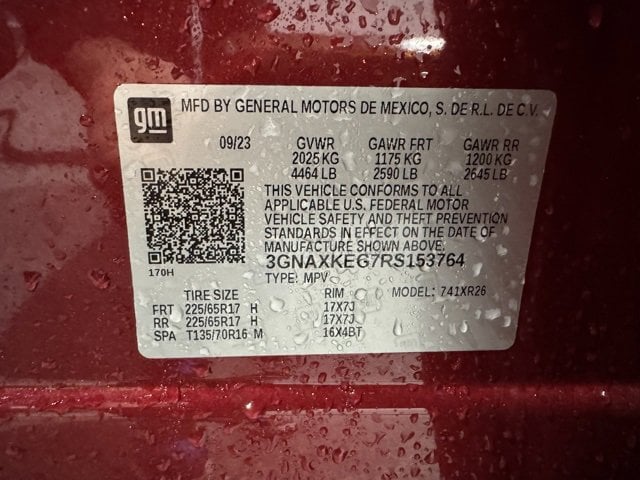 gm
MFD BY GENERAL MOTORS DE MEXICO, S. DE R.L. DE C.V.
09/23 GVWR GAWR FRT GAWR RR
2025 KG 1175 KG 1200 KG
4464 LB 2590 LB 2645 LB
THIS VEHICLE CONFORMS TO ALL
APPLICABLE U.S. FEDERAL MOTOR
VEHICLE SAFETY AND THEFT PREVENTION
STANDARDS IN EFFECT ON THE DATE OF
MANUFACTURE SHOWN ABOVE.
170H 3GNAXKEG7RS153764
TYPE: MPV
TIRE SIZE RIM MODEL: 741XR26
FRT 225/65R17 H 17X7J
RR 225/65R17 H 17X7J
SPA T135/70R16 M 16X4BT